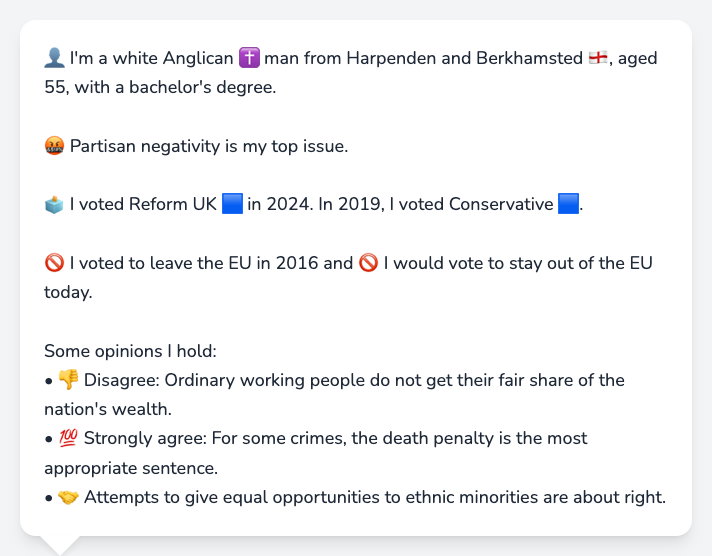 👤 I'm a white Anglican ✝️ man from Harpenden and Berkhamsted 🏴󠁧󠁢󠁥󠁮󠁧󠁿, aged
55, with a bachelor's degree.
🤬 Partisan negativity is my top issue.
🗳️ I voted Reform UK 🟦 in 2024. In 2019, I voted Conservative 🟦.
🚫 I voted to leave the EU in 2016 and 🚫 I would vote to stay out of the EU
today.
Some opinions I hold:
• 👎 Disagree: Ordinary working people do not get their fair share of the
nation's wealth.
• 💯 Strongly agree: For some crimes, the death penalty is the most
appropriate sentence.
• 🤝 Attempts to give equal opportunities to ethnic minorities are about right.